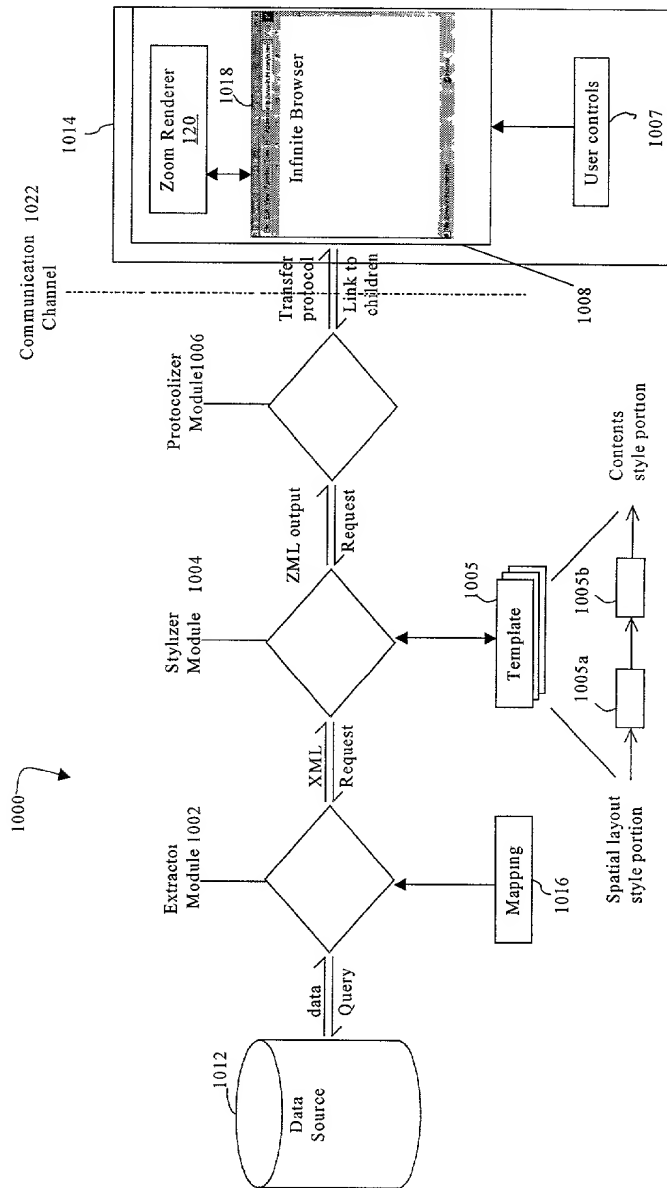 1000
Communication 1022
Channel
1014
Zoom Renderer
120
1018
Infinite Browser
User controls
1007
1008
Transfer
protocol
Link to
children
Protocolizer
Module1006
ZML output
Request
Stylizer 1004
Module
XML
Request
Extractor
Module 1002
data
Query
1012
Data
Source
Mapping
1016
1005
Template
Spatial layout
style portion
1005a
1005b
Contents
style portion